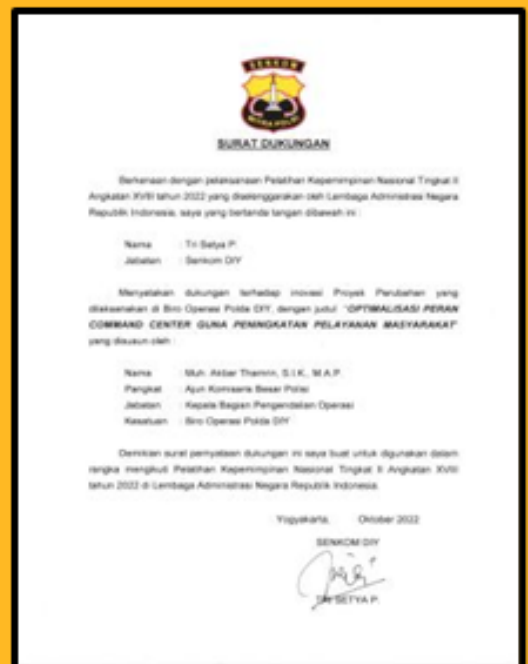 SENKOM
MITRA POLRI
SURAT DUKUNGAN
Berkenaan dengan pelaksanaan Pelatihan Kepemimpinan Nasional Tingkat II
Angkatan XVIII tahun 2022 yang diselenggarakan oleh Lembaga Administrasi Negara
Republik Indonesia, saya yang bertanda tangan dibawah ini :
Nama : Tri Setya P.
Jabatan : Senkom DIY
Menyatakan dukungan terhadap inovasi Proyek Perubahan yang
dilaksanakan di Biro Operasi Polda DIY, dengan judul "OPTIMALISASI PERAN
COMMAND CENTER GUNA PENINGKATAN PELAYANAN MASYARAKAT"
yang disusun oleh :
Nama : Muh. Akbar Thamrin, S.I.K., M.A.P.
Pangkat : Ajun Komisaris Besar Polisi
Jabatan : Kepala Bagian Pengendalian Operasi
Kesatuan : Biro Operasi Polda DIY
Demikian surat pernyataan dukungan ini saya buat untuk digunakan dalam
rangka mengikuti Pelatihan Kepemimpinan Nasional Tingkat II Angkatan XVIII
tahun 2022 di Lembaga Administrasi Negara Republik Indonesia.
Yogyakarta, Oktober 2022
SENKOM DIY
TRI SETYA P.